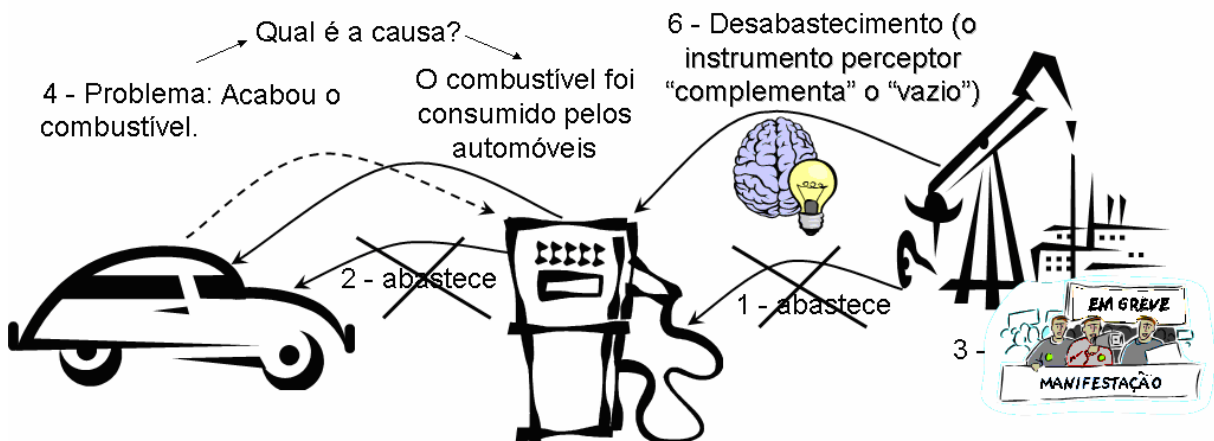 Qual é a causa?
4 - Problema: Acabou o
combustível.
O combustível foi
consumido pelos
automóveis
6 - Desabastecimento (o
instrumento perceptor
“complementa” o “vazio”)
2 - abastece
1 - abastece
3 -
EM GREVE
MANIFESTAÇÃO